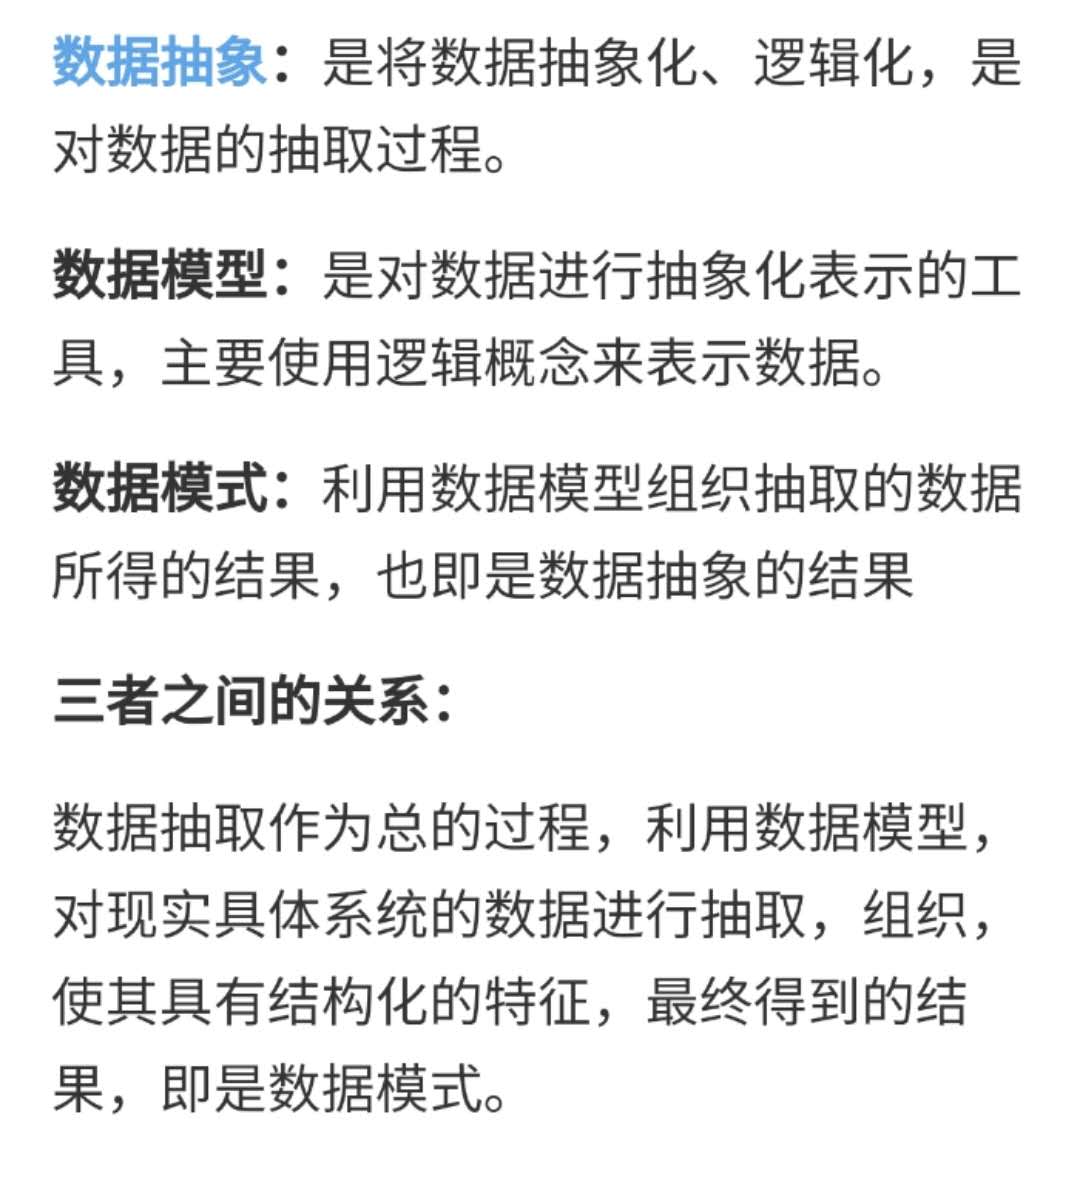 数据抽象：是将数据抽象化、逻辑化，是
对数据的抽取过程。
数据模型：是对数据进行抽象化表示的工
具，主要使用逻辑概念来表示数据。
数据模式：利用数据模型组织抽取的数据
所得的结果，也即是数据抽象的结果
三者之间的关系：
数据抽取作为总的过程，利用数据模型，
对现实具体系统的数据进行抽取，组织，
使其具有结构化的特征，最终得到的结
果，即是数据模式。